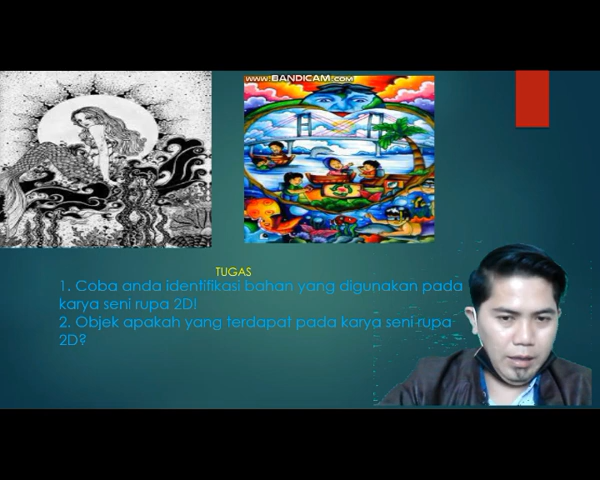 www.BANDICAM.com
TUGAS
1. Coba anda identifikasi bahan yang digunakan pada
karya seni rupa 2D!
2. Objek apakah yang terdapat pada karya seni rupa
2D?